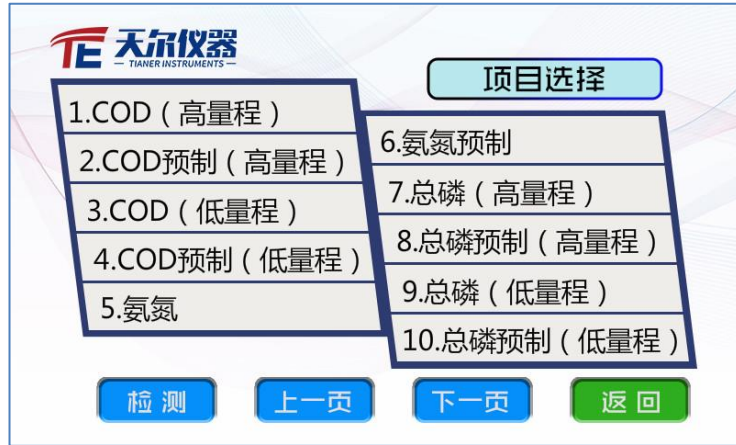 天尔仪器
TIANER INSTRUMENTS
项目选择
1.COD（高量程）
2.COD预制（高量程）
3.COD（低量程）
4.COD预制（低量程）
5.氨氮
6.氨氮预制
7.总磷（高量程）
8.总磷预制（高量程）
9.总磷（低量程）
10.总磷预制（低量程）
检测
上一页
下一页
返回